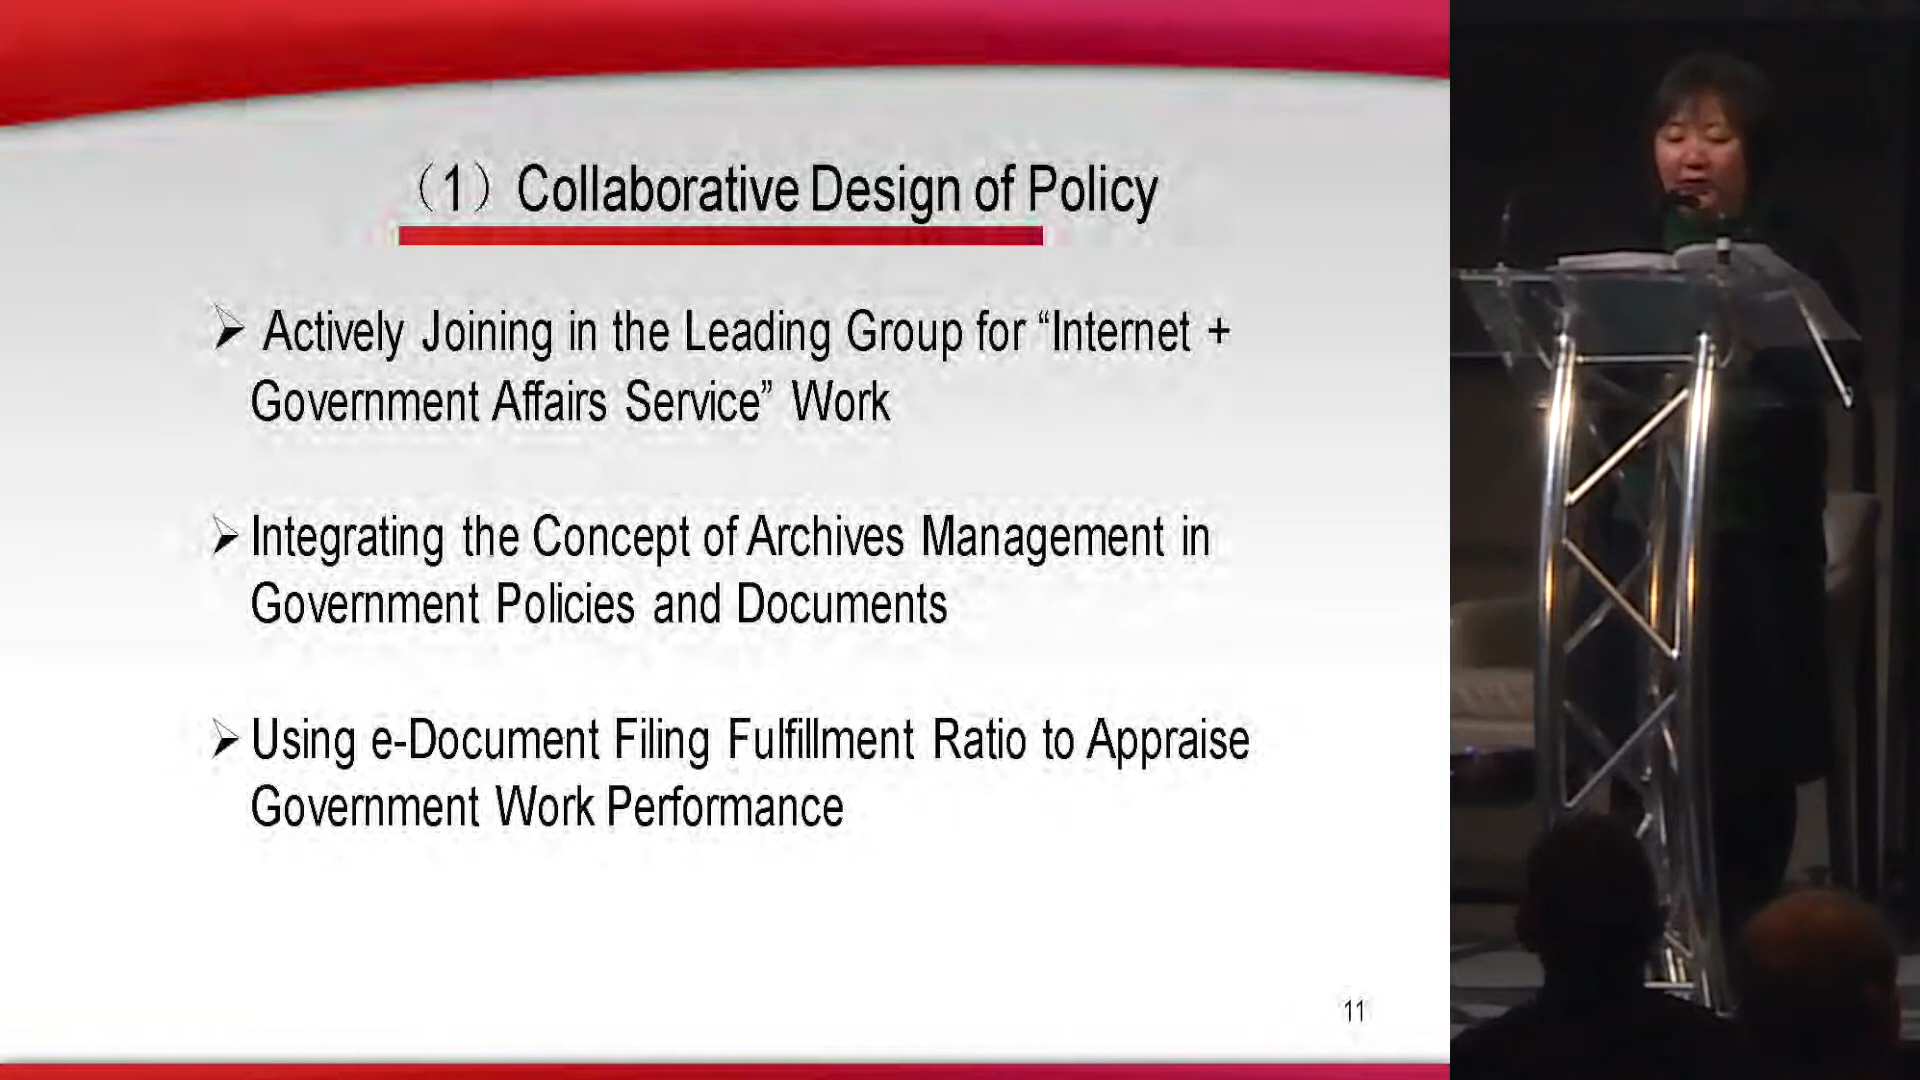 （1）Collaborative Design of Policy
➢ Actively Joining in the Leading Group for “Internet +
Government Affairs Service” Work
➢ Integrating the Concept of Archives Management in
Government Policies and Documents
➢ Using e-Document Filing Fulfillment Ratio to Appraise
Government Work Performance
11